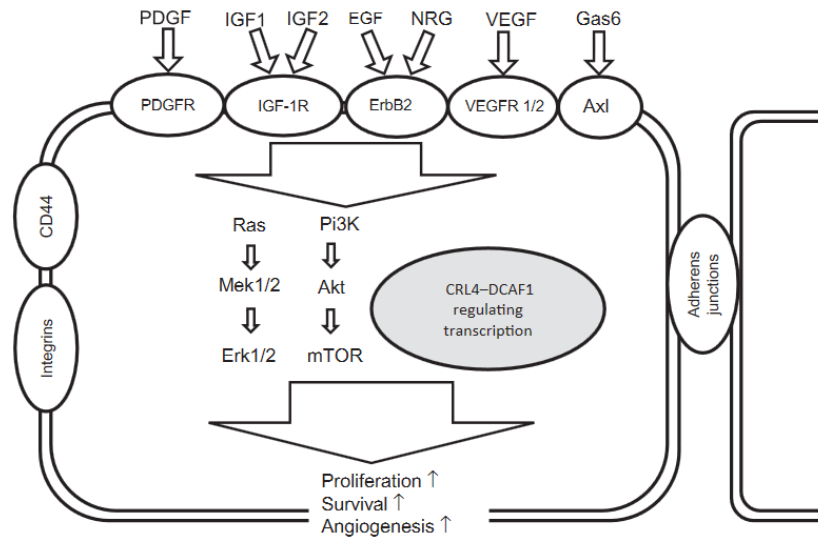 PDGF IGF1 IGF2 EGF NRG VEGF Gas6
PDGFR IGF-1R ErbB2 VEGFR 1/2 Axl
CD44
Integrins
Ras Pi3K
Mek1/2 Akt
Erk1/2 mTOR
CRL4–DCAF1
regulating
transcription
Adherens
junctions
Proliferation ↑
Survival ↑
Angiogenesis ↑